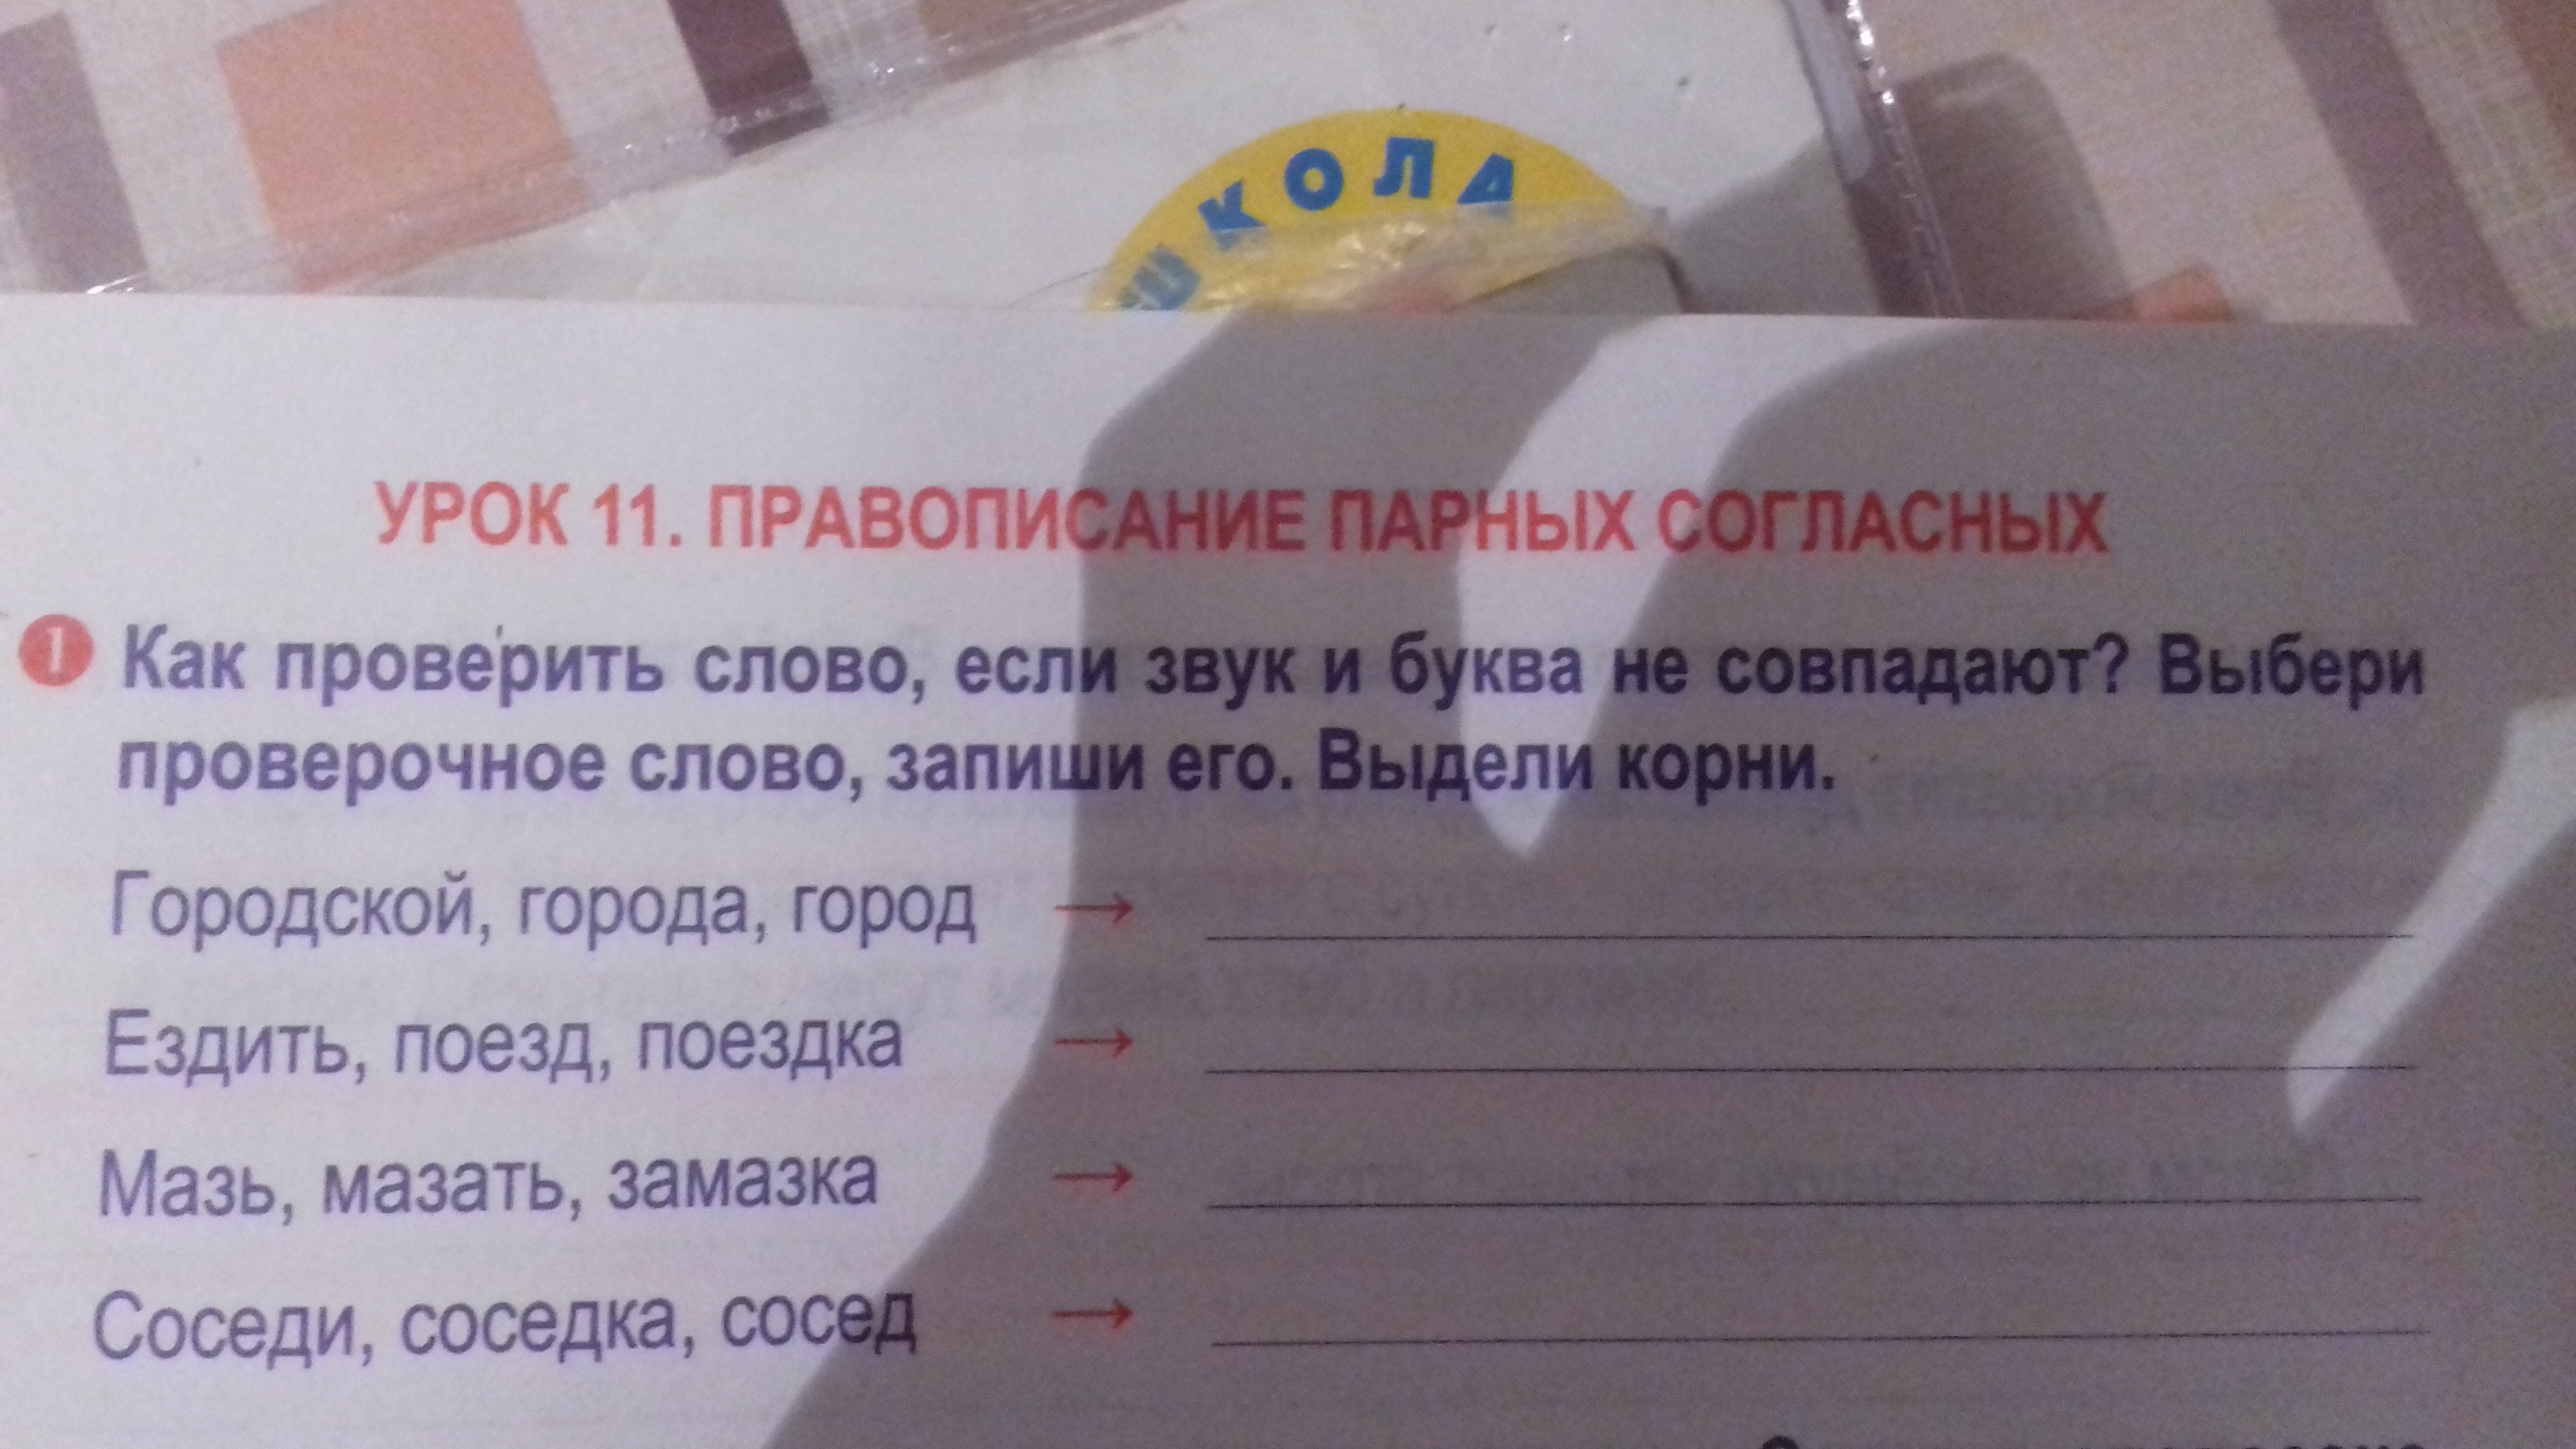 ШКОЛА
УРОК 11. ПРАВОПИСАНИЕ ПАРНЫХ СОГЛАСНЫХ
1 Как проверить слово, если звук и буква не совпадают? Выбери
проверочное слово, запиши его. Выдели корни.
Городской, города, город →
Ездить, поезд, поездка →
Мазь, мазать, замазка →
Соседи, соседка, сосед →